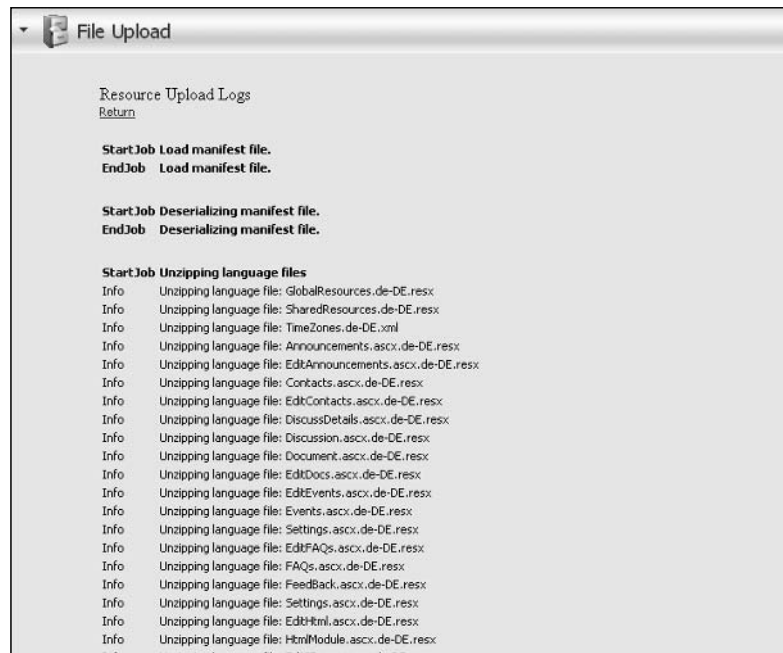 File Upload
Resource Upload Logs
Return
StartJob Load manifest file.
EndJob Load manifest file.
StartJob Deserializing manifest file.
EndJob Deserializing manifest file.
StartJob Unzipping language files
Info Unzipping language file: GlobalResources.de-DE.resx
Info Unzipping language file: SharedResources.de-DE.resx
Info Unzipping language file: TimeZones.de-DE.xml
Info Unzipping language file: Announcements.ascx.de-DE.resx
Info Unzipping language file: EditAnnouncements.ascx.de-DE.resx
Info Unzipping language file: Contacts.ascx.de-DE.resx
Info Unzipping language file: EditContacts.ascx.de-DE.resx
Info Unzipping language file: DiscussDetails.ascx.de-DE.resx
Info Unzipping language file: Discussion.ascx.de-DE.resx
Info Unzipping language file: Document.ascx.de-DE.resx
Info Unzipping language file: EditDocs.ascx.de-DE.resx
Info Unzipping language file: EditEvents.ascx.de-DE.resx
Info Unzipping language file: Events.ascx.de-DE.resx
Info Unzipping language file: Settings.ascx.de-DE.resx
Info Unzipping language file: EditFAQs.ascx.de-DE.resx
Info Unzipping language file: FAQs.ascx.de-DE.resx
Info Unzipping language file: FeedBack.ascx.de-DE.resx
Info Unzipping language file: Settings.ascx.de-DE.resx
Info Unzipping language file: EditHtml.ascx.de-DE.resx
Info Unzipping language file: HtmlModule.ascx.de-DE.resx